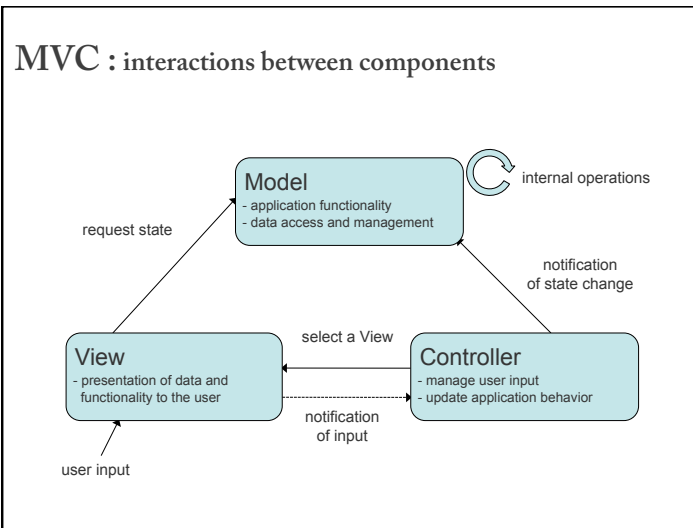 MVC : interactions between components
Model
- application functionality
- data access and management
internal operations
request state
notification
of state change
select a View
View
- presentation of data and
functionality to the user
Controller
- manage user input
- update application behavior
notification
of input
user input